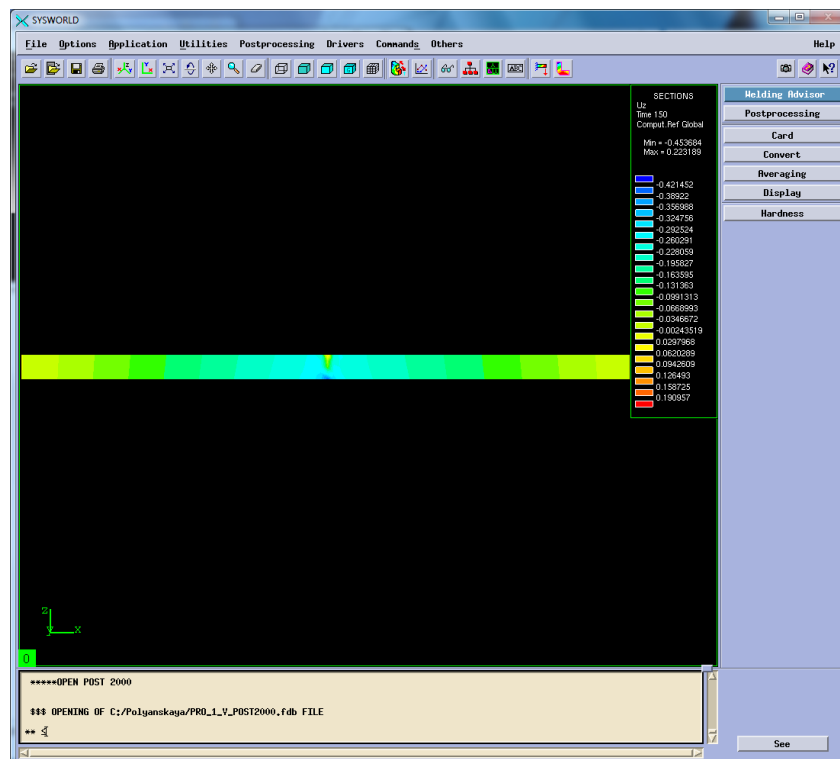 SYSWORLD
File Options Application Utilities Postprocessing Drivers Commands Others Help
SECTIONS
Uz
Time 150
Comput.Ref Global
Min = -0.453684
Max = 0.223189
-0.421452
-0.38922
-0.356988
-0.324756
-0.292524
-0.260291
-0.228059
-0.195827
-0.163595
-0.131363
-0.0991313
-0.0668993
-0.0346672
-0.00243519
0.0297968
0.0620289
0.0942609
0.126493
0.158725
0.190957
Welding Advisor
Postprocessing
Card
Convert
Averaging
Display
Hardness
z
y x
0
*****OPEN POST 2000
$$$ OPENING OF C:/Polyanskaya/PRO_1_V_POST2000.fdb FILE
**
See